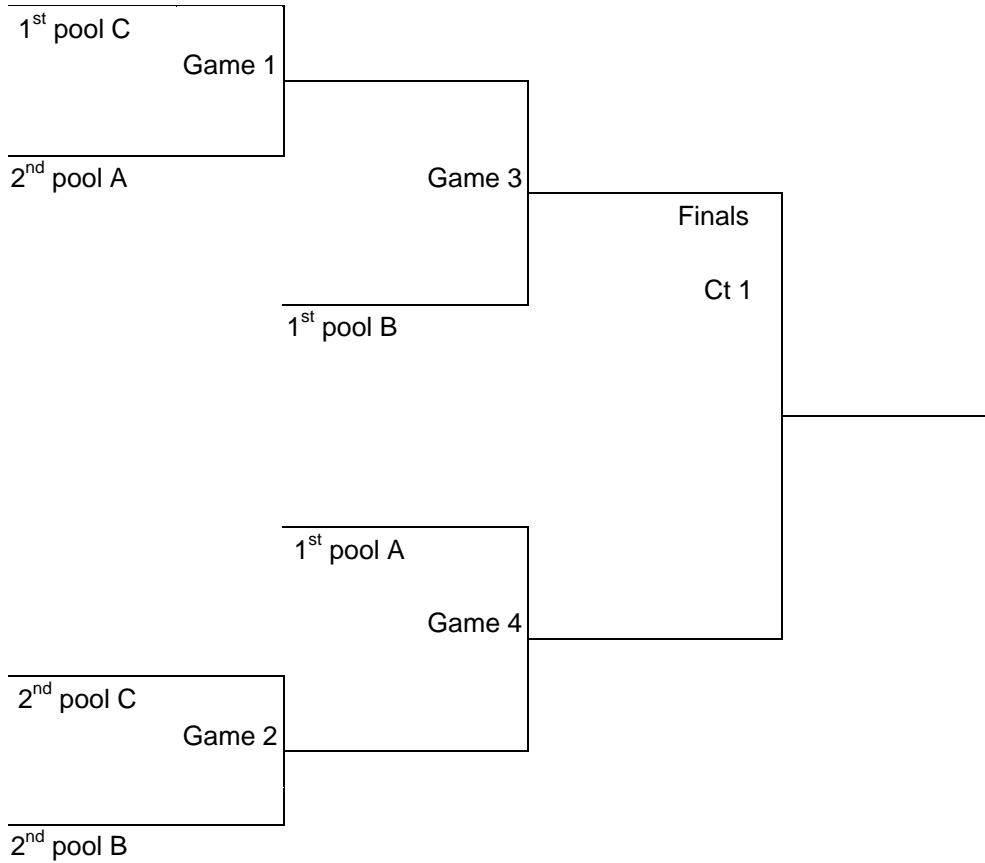 1st pool C
Game 1
2nd pool A
Game 3
Finals
Ct 1
1st pool B
1st pool A
Game 4
2nd pool C
Game 2
2nd pool B